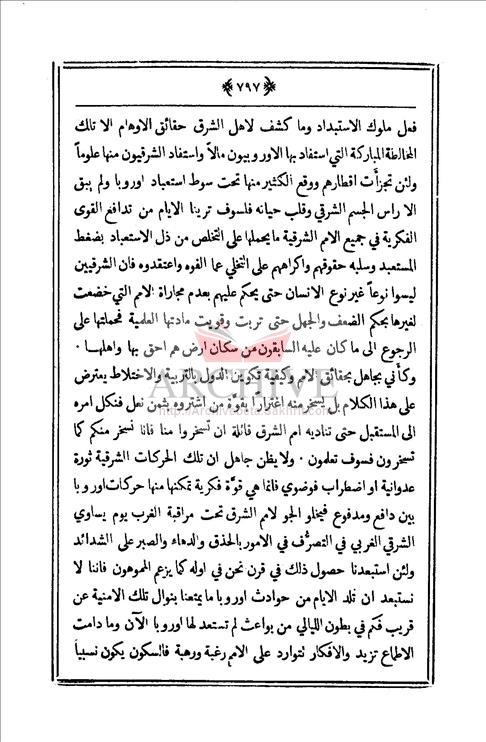 ٧٩٧
فعل ملوك الاستبداد وما كشف لاهل الشرق حقائق الاوهام الا تلك
المخالطة المباركة التي استفاد بها الاوروبيون مالاً واستفاد الشرقيون منها علوماً
ولئن تجزأت اقطارهم ووقع الكثير منها تحت سوط استعباد اوروبا ولم يبق
الا راس الجسم الشرقي وقلب حياته فلسوف ترينا الايام من تدافع القوى
الفكرية في جميع الامم الشرقية ما يحملها على التخلص من ذل الاستعباد بضغط
المستعبد وسلبه حقوقهم واكراههم على التخلي عما الفوه واعتقدوه فان الشرقيين
ليسوا نوعاً غير نوع الانسان حتى يحكم عليهم بعدم مجاراة الامم التي خضعت
لغيرها بحكم الضعف والجهل حتى تربت وقويت مادتها العلمية فحملتها على
الرجوع الى ما كان عليه السابقون من سكان ارض هم احق بها واهلها ٠
وكأني بجاهل بحقائق الامم وكيفية تكوين الدول بالتربية والاختلاط يعترض
على هذا الكلام بل يسخر منه اغتراراً بقوة من اشتروه بثمن نعل فنكل امره
الى المستقبل حتى تناديه امم الشرق قائلة ان تسخروا منا فانا نسخر منكم كما
تسخرون فسوف تعلمون ٠ ولا يظن جاهل ان تلك الحركات الشرقية ثورة
عدوانية او اضطراب فوضوي فانما هي قوة فكرية تمكنها منها حركات اوروبا
بين دافع ومدفوع فيخلو الجو لامم الشرق تحت مراقبة الغرب يوم يساوي
الشرقي الغربي في التصرُّف في الامور بالحذق والدهاء والصبر على الشدائد
ولئن استبعدنا حصول ذلك في قرن نحن في اوله كما يزعم المموهون فاننا لا
نستبعد ان تلد الايام من حوادث اوروبا ما يمتعنا بنوال تلك الامنية عن
قريب فكم في بطون الليالي من بواعث لم تستعد لها اوروبا الآن وما دامت
الاطماع تزيد والافكار تتوارد على الامم رغبة ورهبة فالسكون يكون نسبياً
ARCHIVE